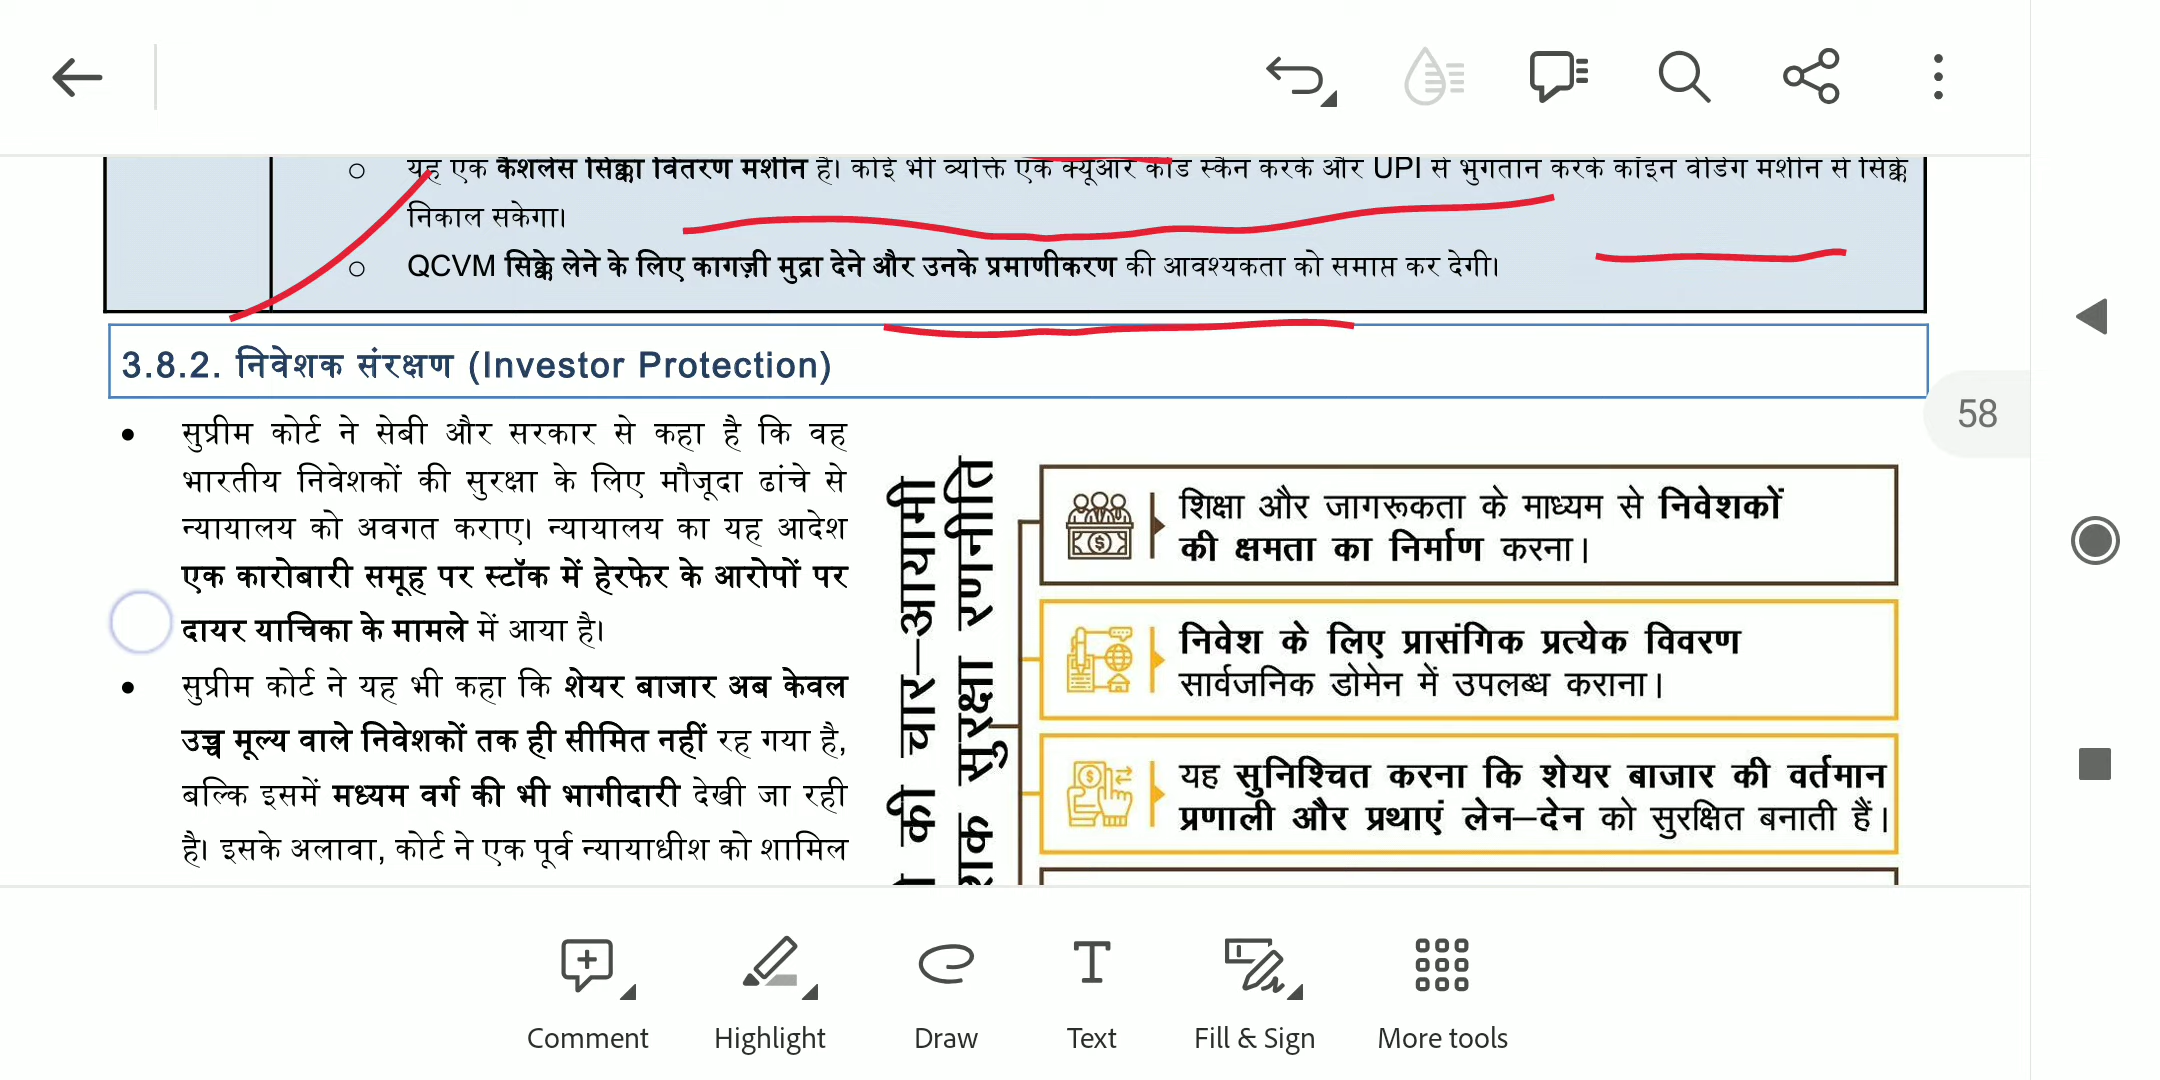 यह एक कैशलेस सिक्का वितरण मशीन है। कोई भी व्यक्ति एक क्यूआर कोड स्कैन करके और UPI से भुगतान करके कॉइन वेंडिंग मशीन से सिक्के
निकाल सकेगा।
QCVM सिक्के लेने के लिए कागज़ी मुद्रा देने और उनके प्रमाणीकरण की आवश्यकता को समाप्त कर देगी।
3.8.2. निवेशक संरक्षण (Investor Protection)
58
सुप्रीम कोर्ट ने सेबी और सरकार से कहा है कि वह
भारतीय निवेशकों की सुरक्षा के लिए मौजूदा ढांचे से
न्यायालय को अवगत कराए। न्यायालय का यह आदेश
एक कारोबारी समूह पर स्टॉक में हेरफेर के आरोपों पर
दायर याचिका के मामले में आया है।
सुप्रीम कोर्ट ने यह भी कहा कि शेयर बाजार अब केवल
उच्च मूल्य वाले निवेशकों तक ही सीमित नहीं रह गया है,
बल्कि इसमें मध्यम वर्ग की भी भागीदारी देखी जा रही
है। इसके अलावा, कोर्ट ने एक पूर्व न्यायाधीश को शामिल
की चार–आयामी
सुरक्षा रणनीति
शिक्षा और जागरूकता के माध्यम से निवेशकों
की क्षमता का निर्माण करना।
निवेश के लिए प्रासंगिक प्रत्येक विवरण
सार्वजनिक डोमेन में उपलब्ध कराना।
यह सुनिश्चित करना कि शेयर बाजार की वर्तमान
प्रणाली और प्रथाएं लेन–देन को सुरक्षित बनाती हैं।
Comment
Highlight
Draw
Text
Fill & Sign
More tools